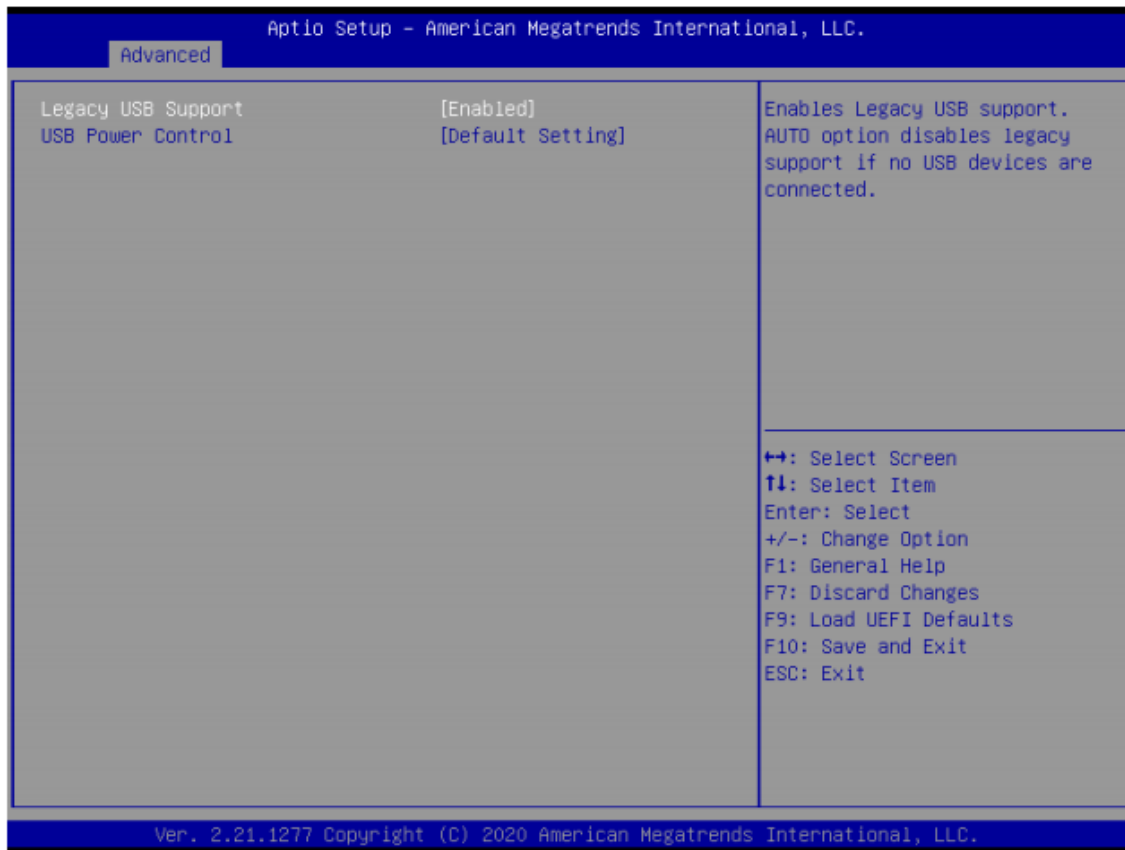 Aptio Setup – American Megatrends International, LLC.
Advanced
Legacy USB Support [Enabled]
USB Power Control [Default Setting]
Enables Legacy USB support.
AUTO option disables legacy
support if no USB devices are
connected.
↔: Select Screen
↑↓: Select Item
Enter: Select
+/-: Change Option
F1: General Help
F7: Discard Changes
F9: Load UEFI Defaults
F10: Save and Exit
ESC: Exit
Ver. 2.21.1277 Copyright (C) 2020 American Megatrends International, LLC.